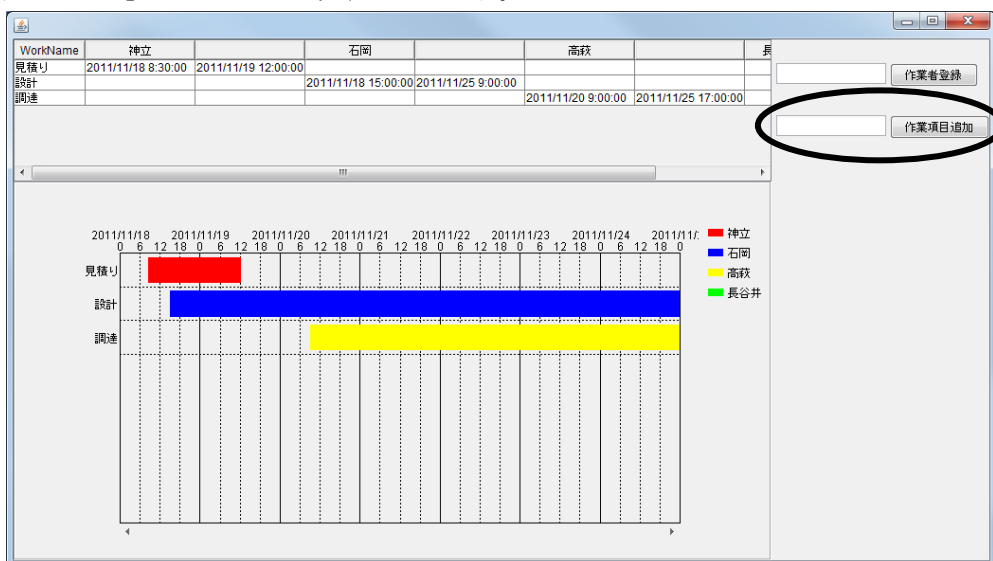 WorkName 神立 石岡 高萩
見積り 2011/11/18 8:30:00 2011/11/19 12:00:00
設計 2011/11/18 15:00:00 2011/11/25 9:00:00
調達 2011/11/20 9:00:00 2011/11/25 17:00:00
作業者登録
作業項目追加
2011/11/18 2011/11/19 2011/11/20 2011/11/21 2011/11/22 2011/11/23 2011/11/24 2011/11/
0 6 12 18 0 6 12 18 0 6 12 18 0 6 12 18 0 6 12 18 0 6 12 18 0 6 12 18 0
見積り
設計
調達
神立
石岡
高萩
長谷井